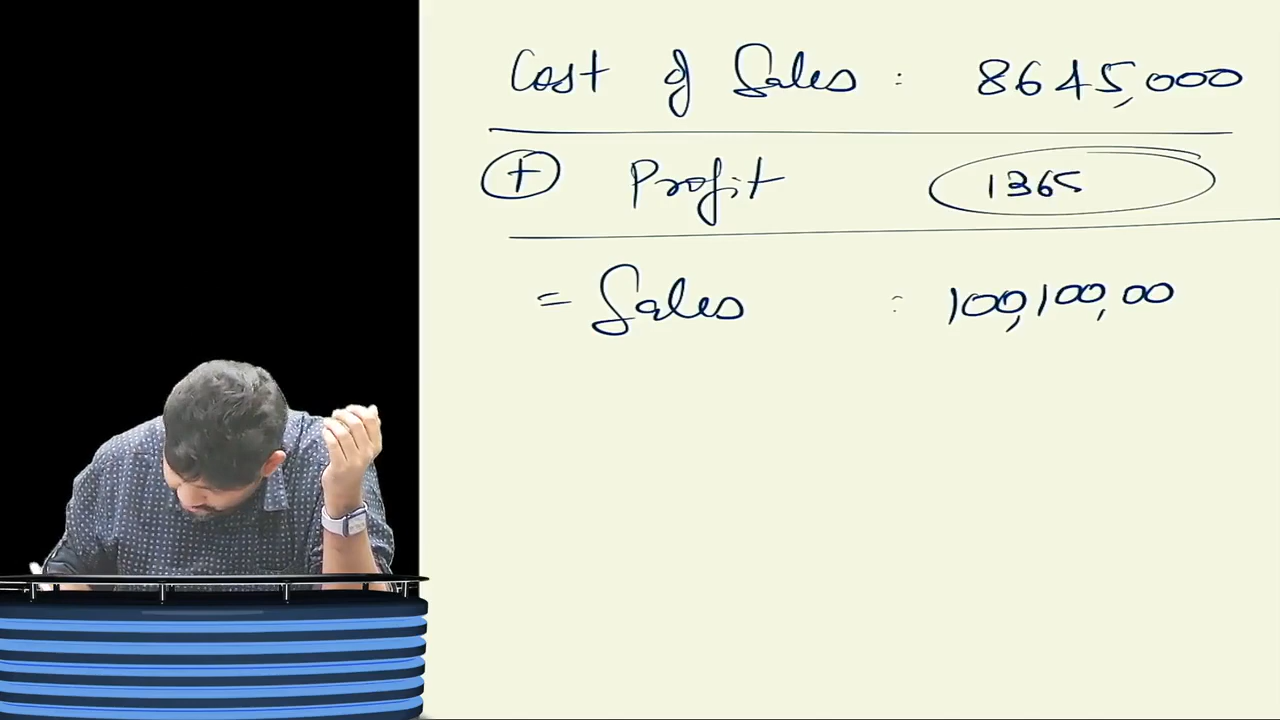 Cost of Sales : 8645,000
+ Profit 1365
= Sales : 100,100,00